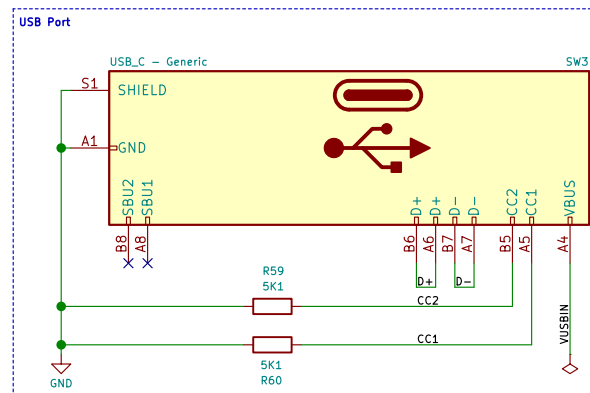 USB Port
USB_C - Generic
SW3
S1
SHIELD
A1
GND
SBU2
SBU1
D+
D+
D-
D-
CC2
CC1
VBUS
B8
A8
B6
A6
B7
A7
B5
A5
A4
D+
D-
R59
5K1
CC2
VUSBIN
CC1
5K1
R60
GND